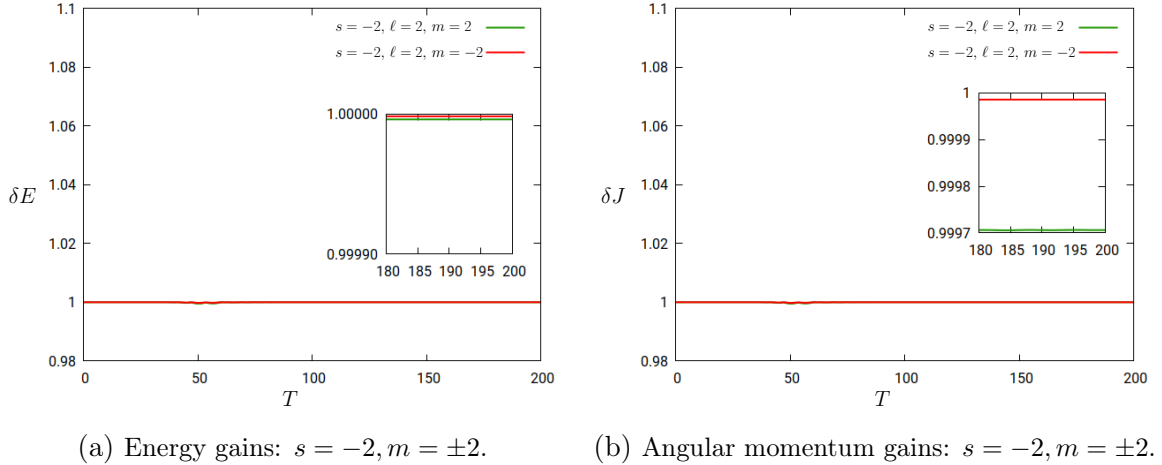 1.1
1.08
1.06
1.04
1.02
1
0.98
δE
s = −2, ℓ = 2, m = 2
s = −2, ℓ = 2, m = −2
1.00000
0.99990
180 185 190 195 200
0 50 100 150 200
T
(a) Energy gains: s = −2, m = ±2.
1.1
1.08
1.06
1.04
1.02
1
0.98
δJ
s = −2, ℓ = 2, m = 2
s = −2, ℓ = 2, m = −2
1
0.9999
0.9998
0.9997
180 185 190 195 200
0 50 100 150 200
T
(b) Angular momentum gains: s = −2, m = ±2.